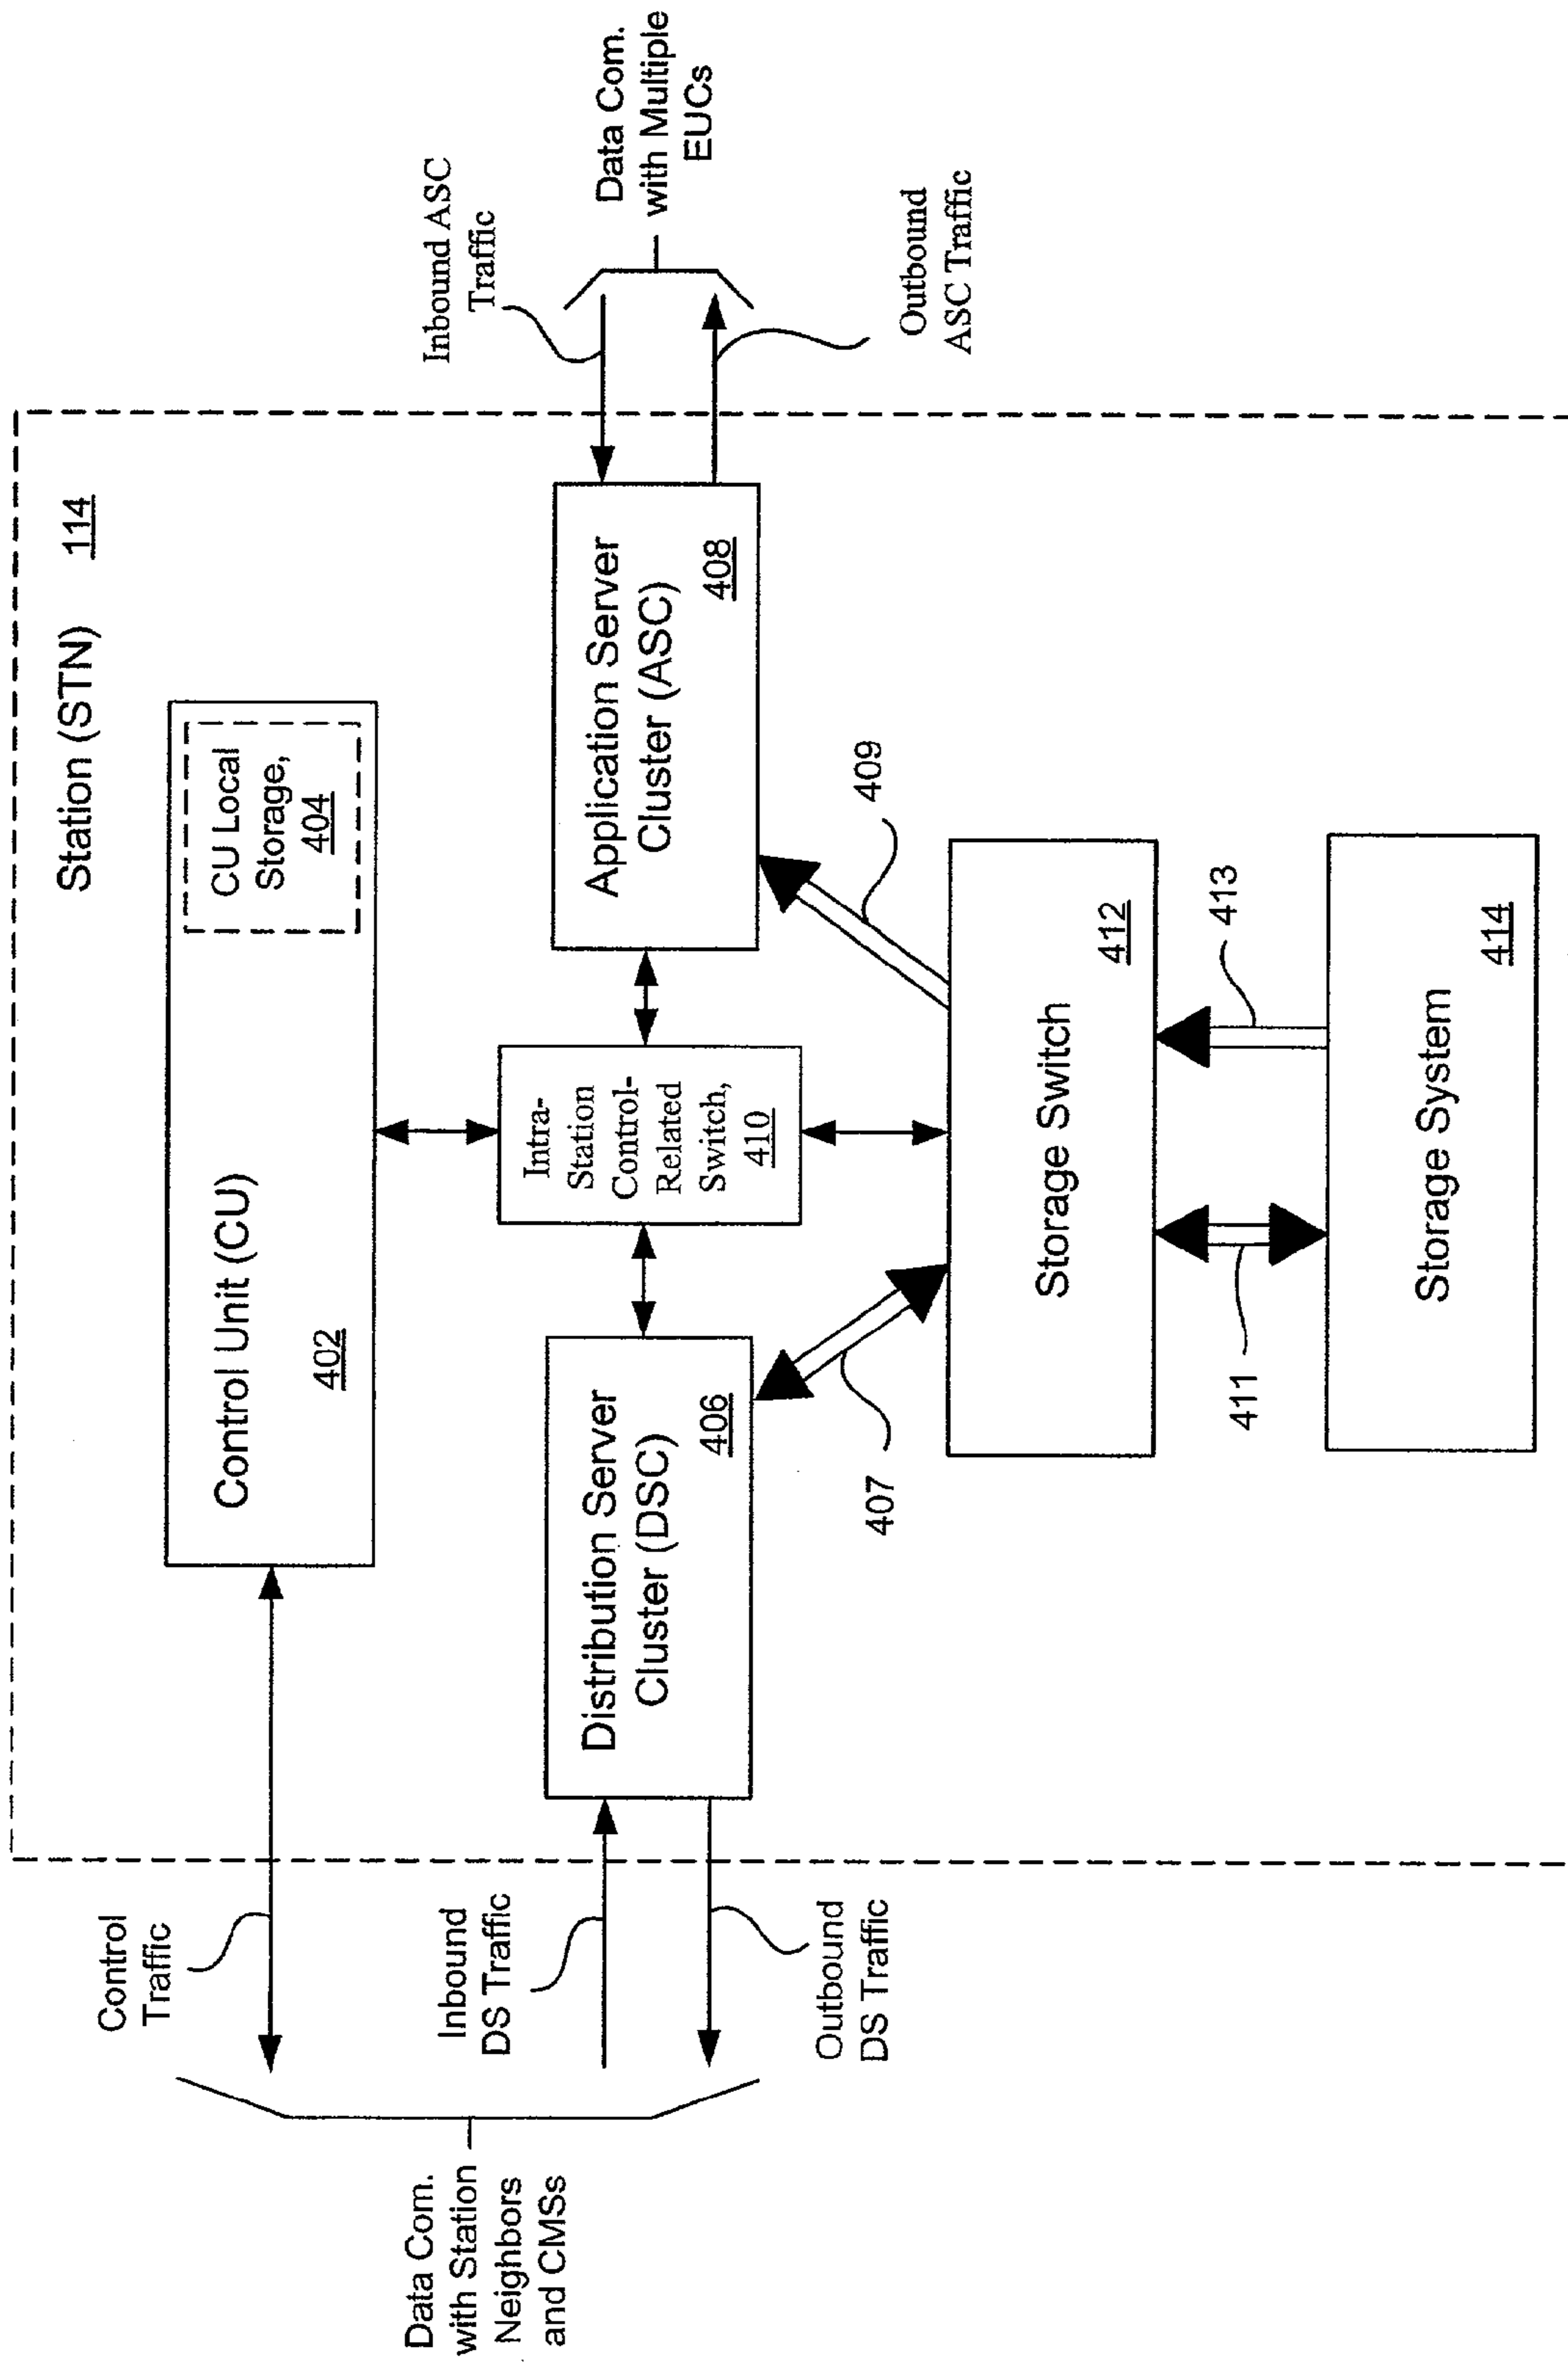 Station (STN) 114
Control Unit (CU)
402
CU Local
Storage,
404
Control
Traffic
Inbound
DS Traffic
Outbound
DS Traffic
Data Com.
with Station
Neighbors
and CMSs
Distribution Server
Cluster (DSC)
406
Intra-
Station
Control-
Related
Switch,
410
Application Server
Cluster (ASC)
408
Inbound ASC
Traffic
Outbound
ASC Traffic
Data Com.
with Multiple
EUCs
407
409
Storage Switch
412
411
413
Storage System
414